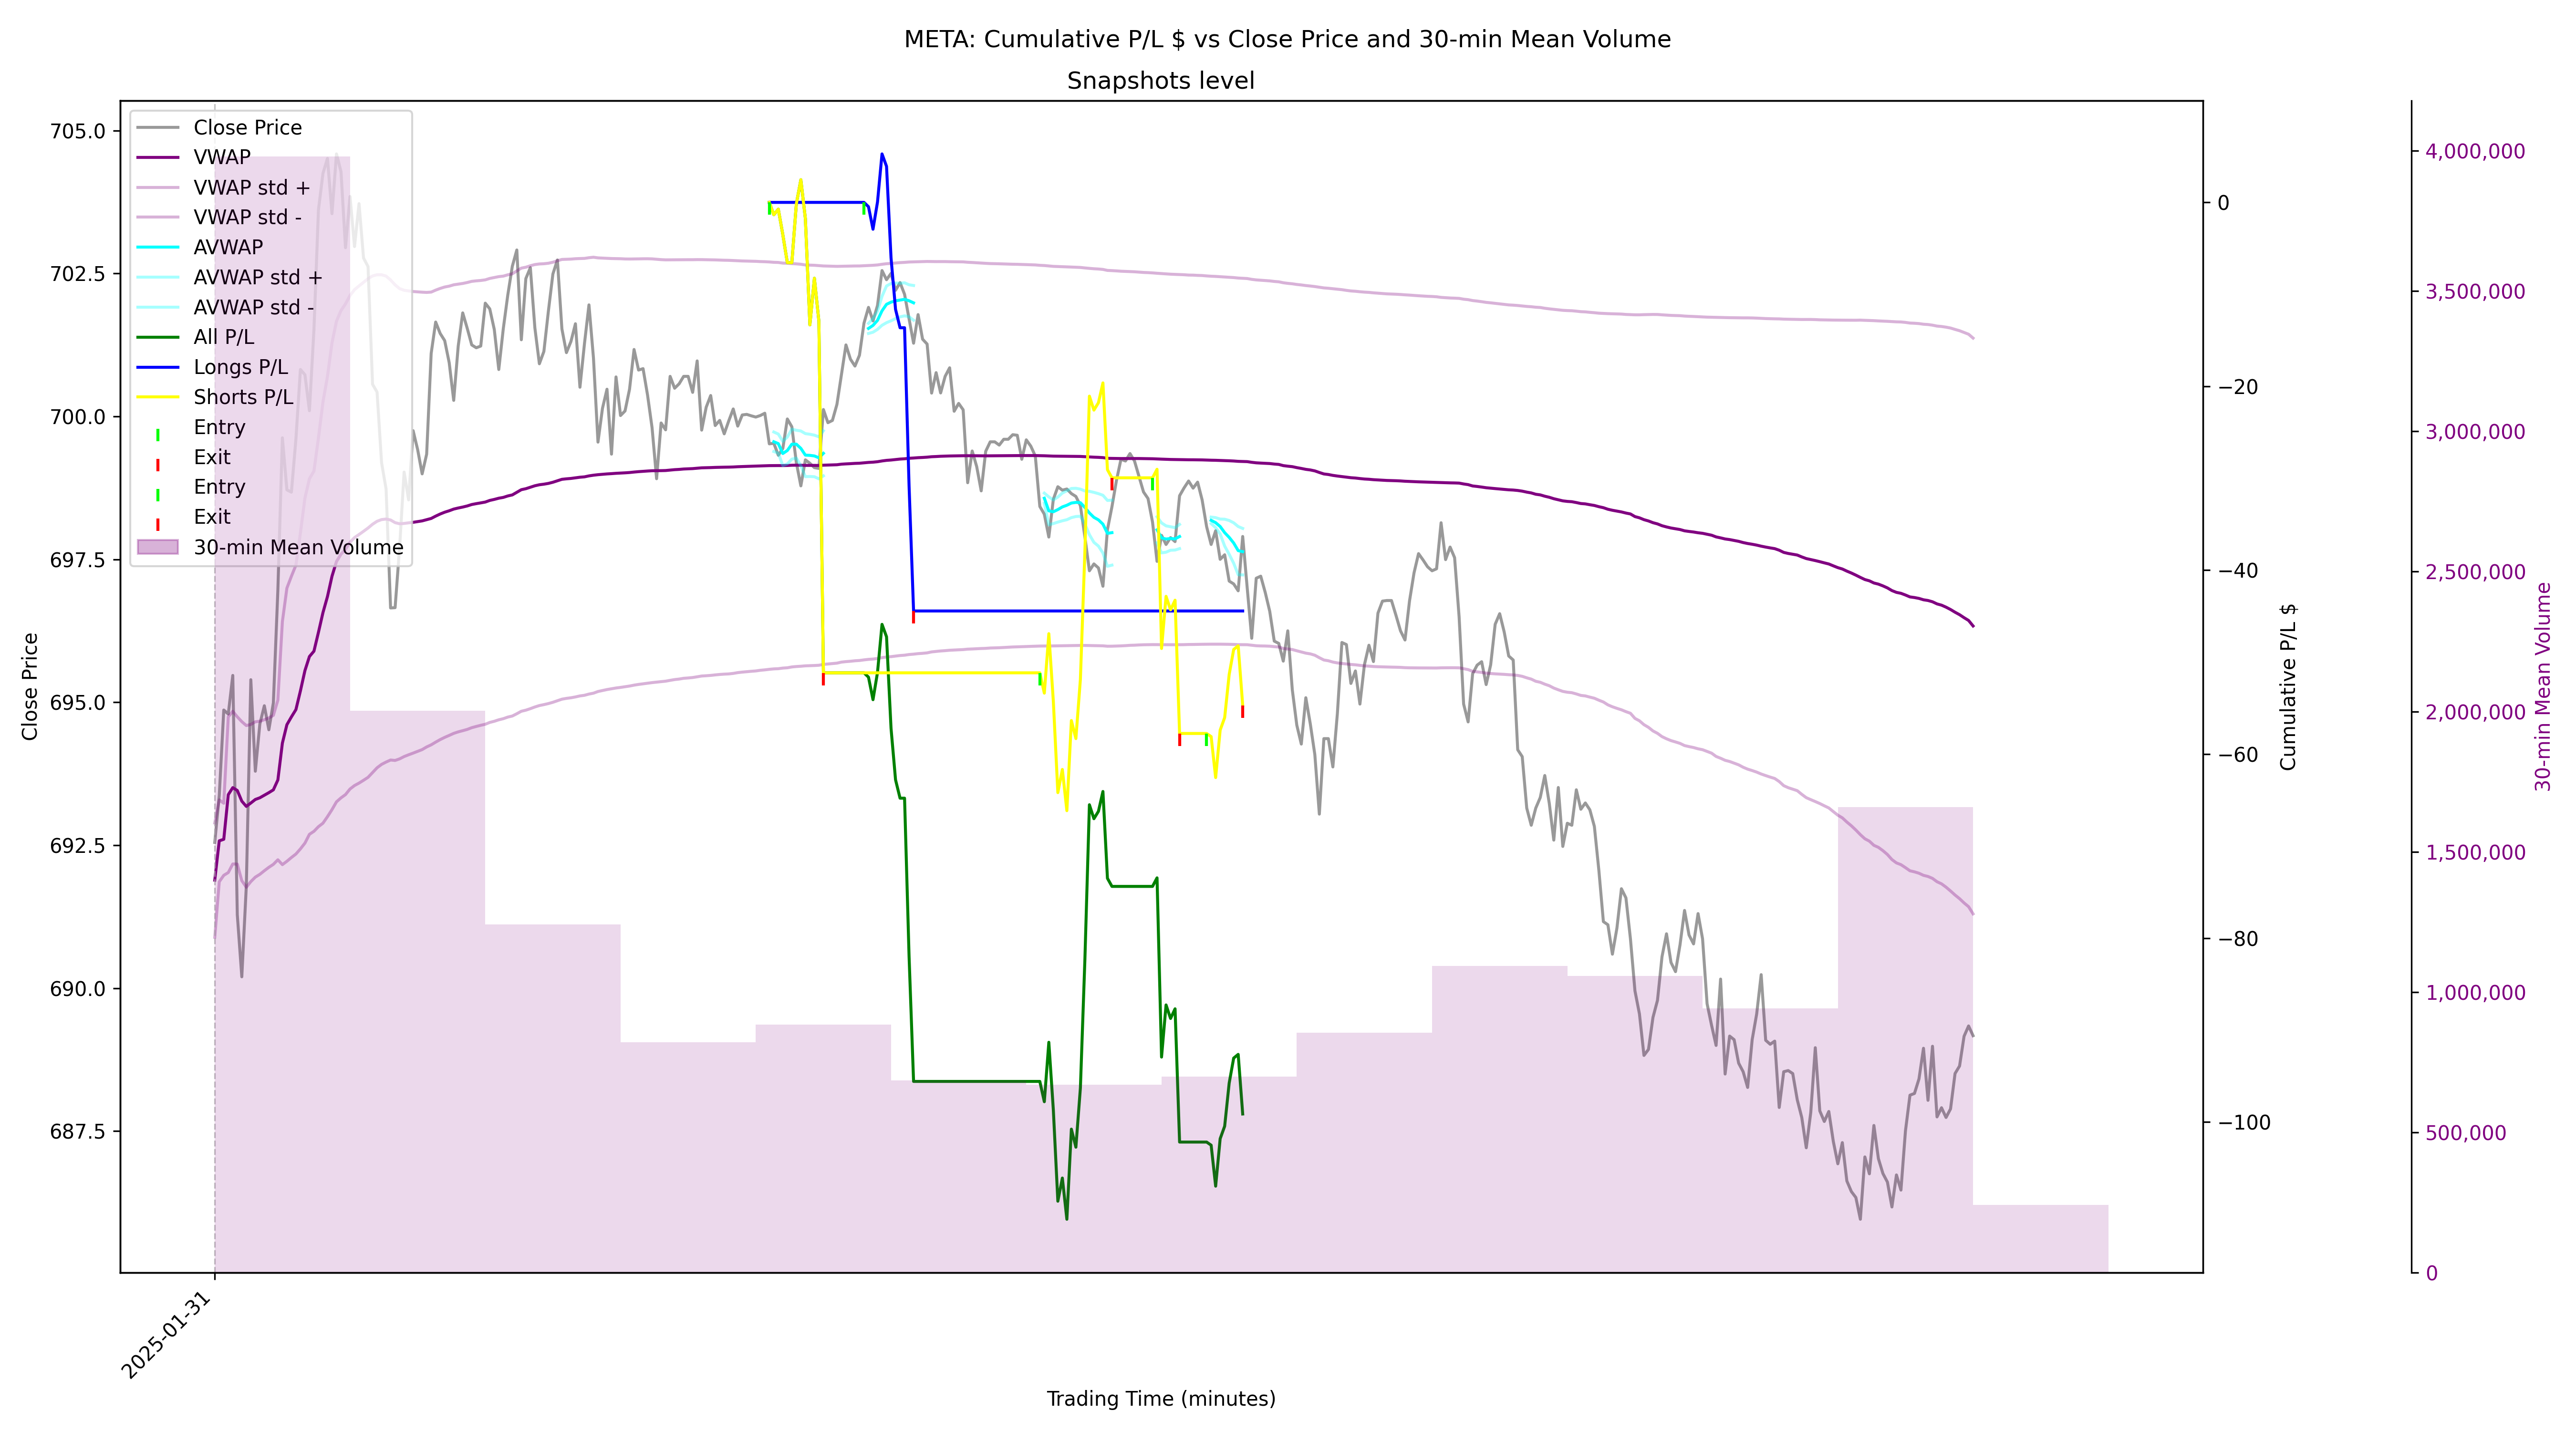 META: Cumulative P/L $ vs Close Price and 30-min Mean Volume
Snapshots level
Close Price
VWAP
VWAP std +
VWAP std -
AVWAP
AVWAP std +
AVWAP std -
All P/L
Longs P/L
Shorts P/L
Entry
Exit
Entry
Exit
30-min Mean Volume
705.0
702.5
700.0
697.5
695.0
692.5
690.0
687.5
Close Price
0
−20
−40
−60
−80
−100
Cumulative P/L $
4,000,000
3,500,000
3,000,000
2,500,000
2,000,000
1,500,000
1,000,000
500,000
0
30-min Mean Volume
2025-01-31
Trading Time (minutes)